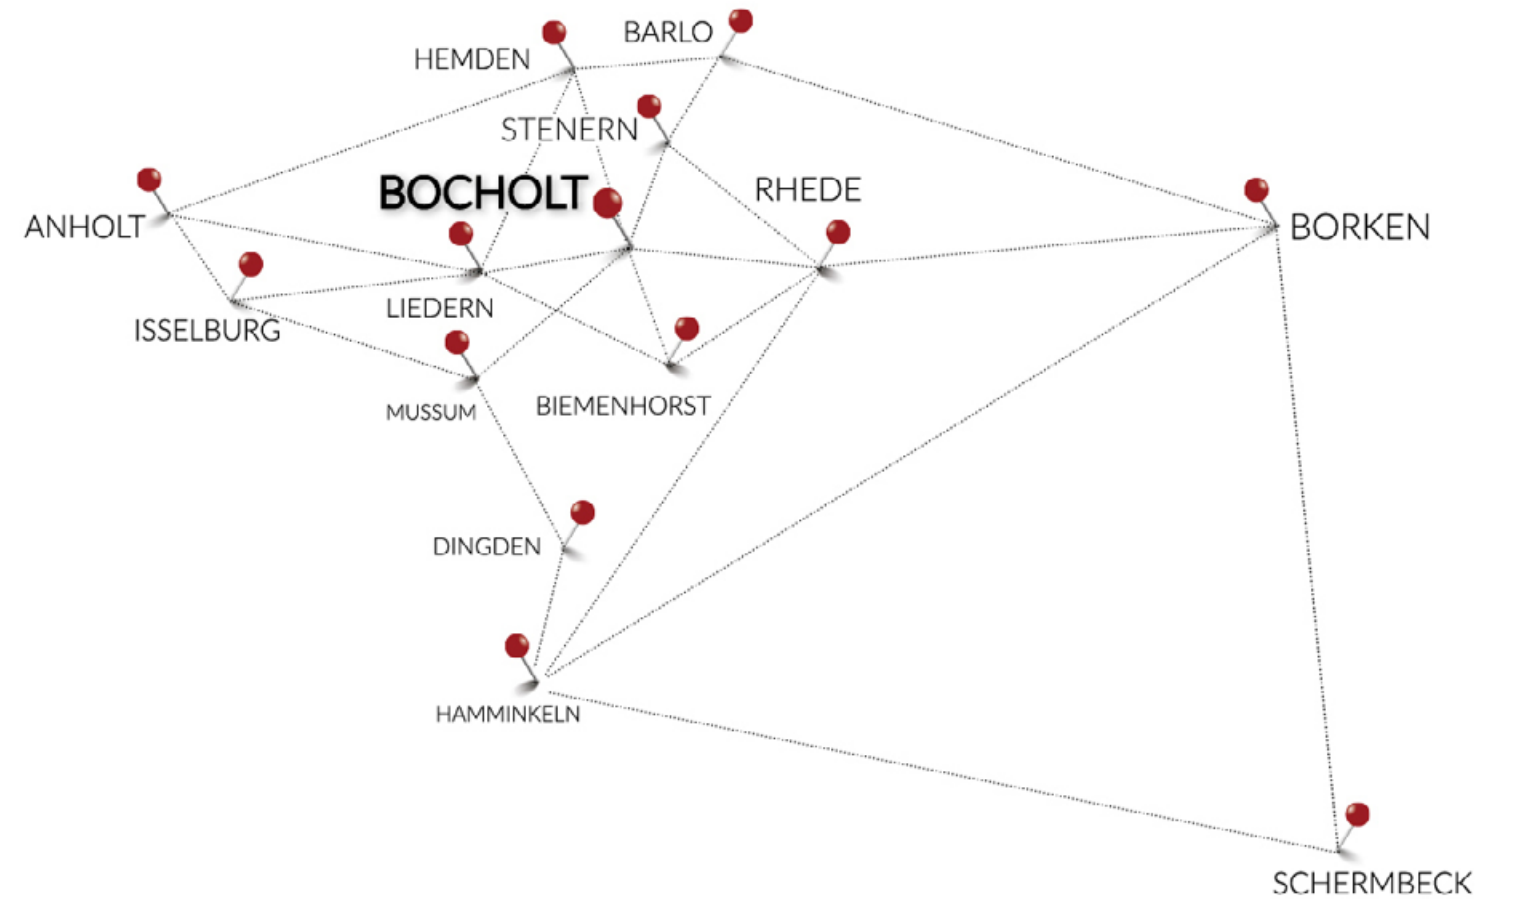 BARLO
HEMDEN
STENERN
BOCHOLT
RHEDE
ANHOLT
BORKEN
LIEDERN
ISSELBURG
BIEMENHORST
MUSSUM
DINGDEN
HAMMINKELN
SCHERMBECK